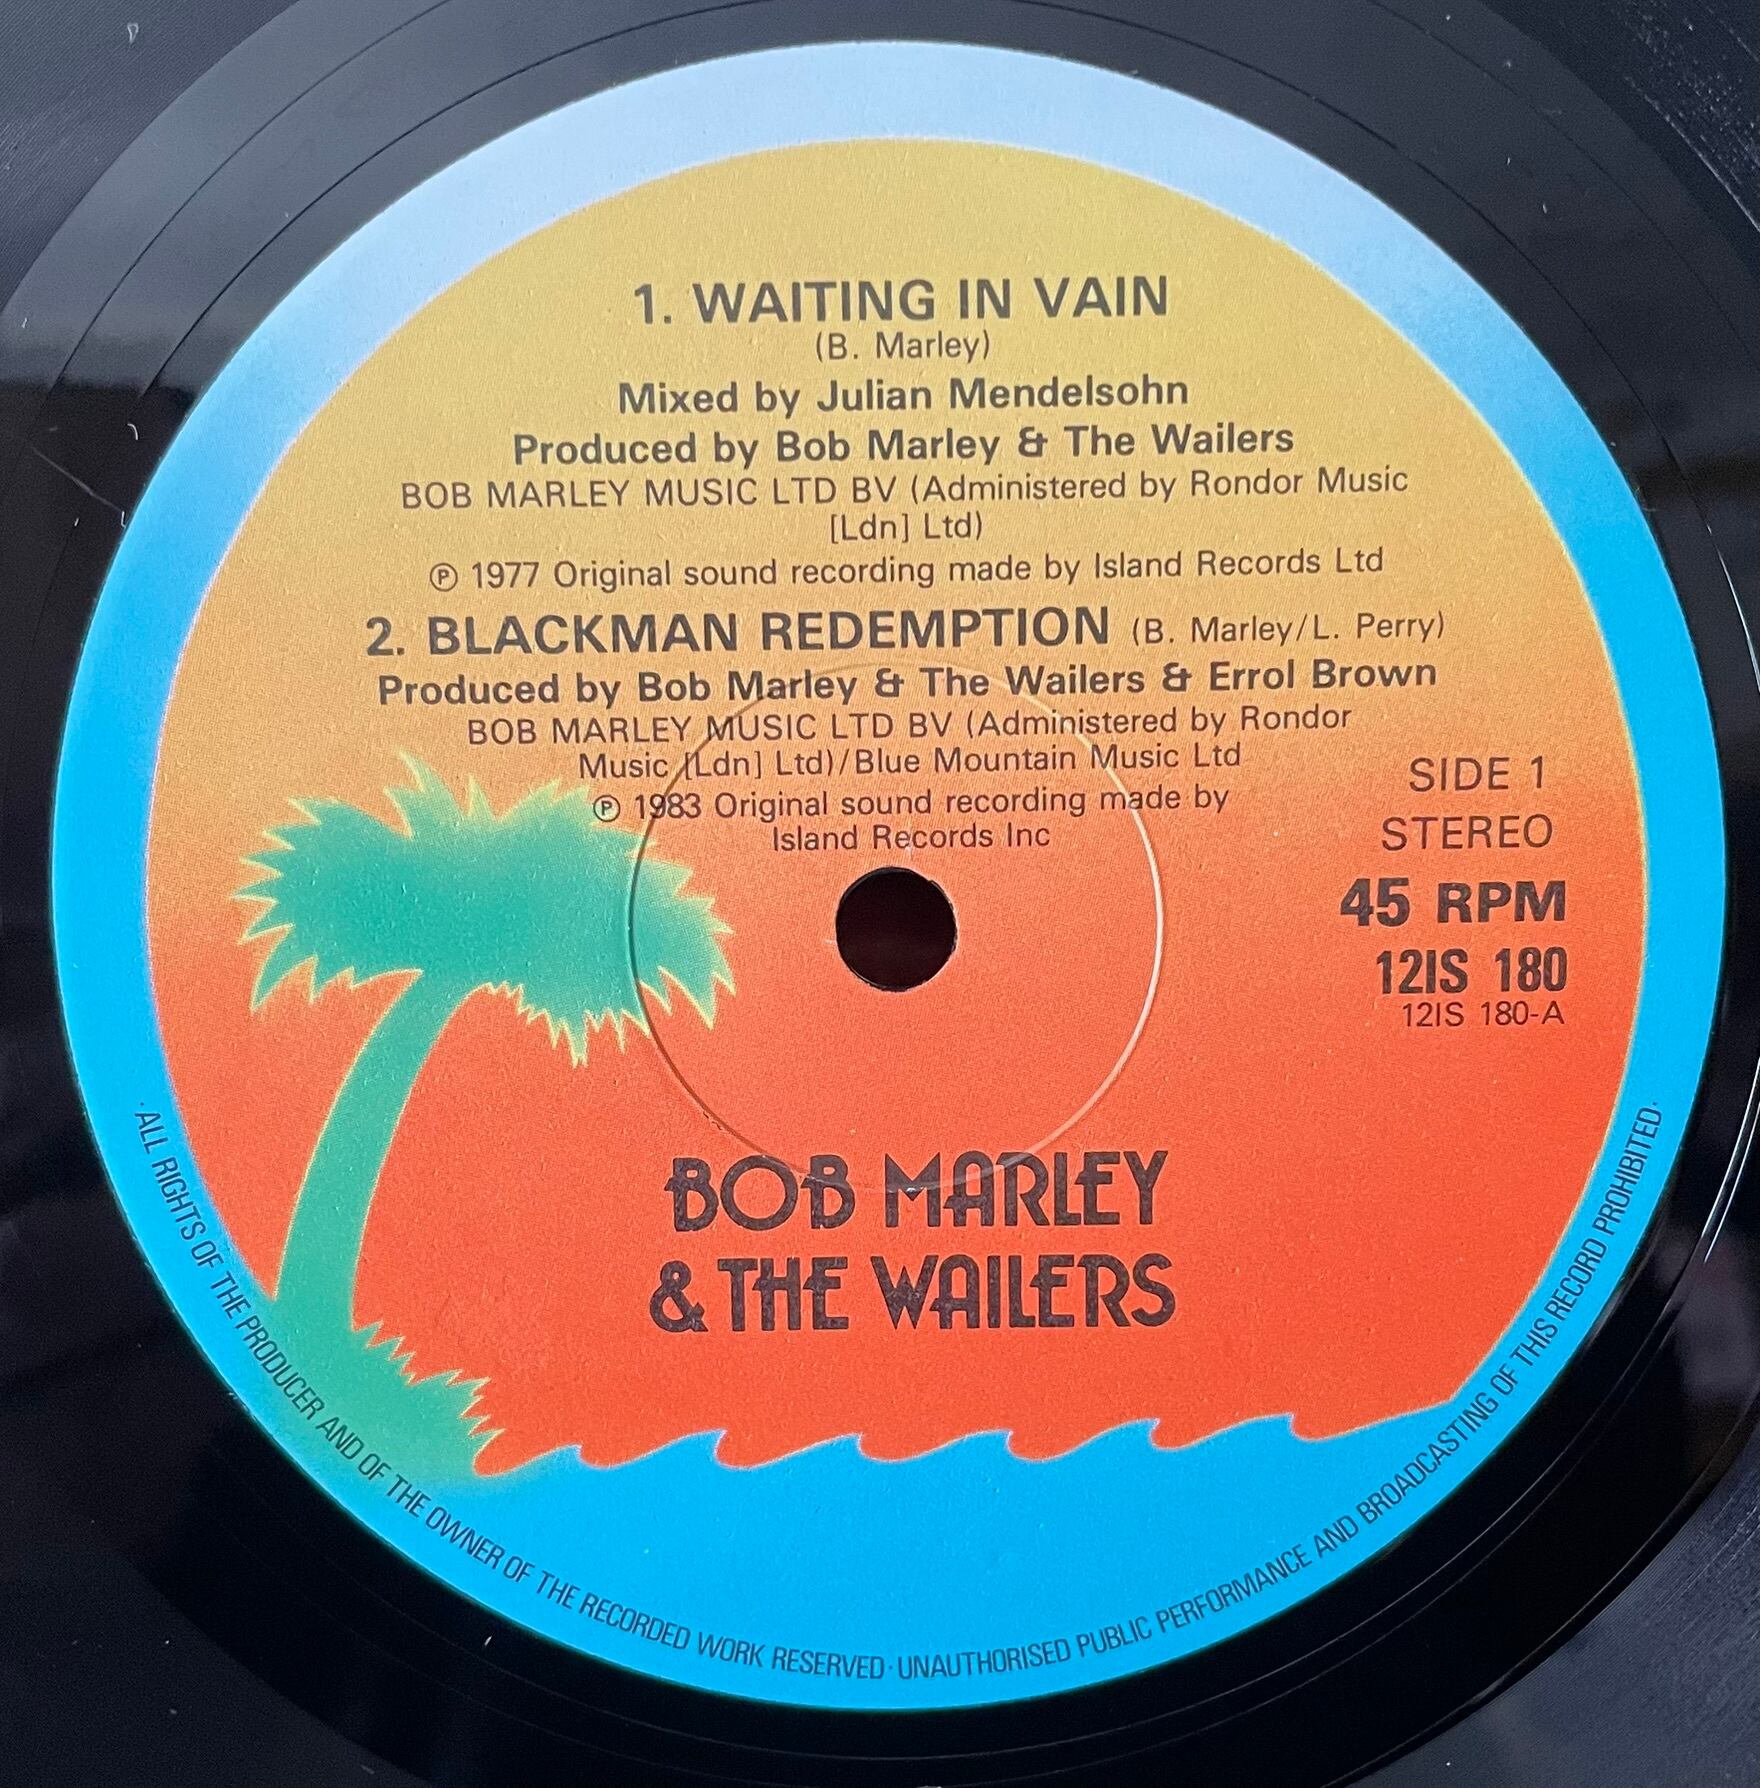 1. WAITING IN VAIN
(B. Marley)
Mixed by Julian Mendelsohn
Produced by Bob Marley & The Wailers
BOB MARLEY MUSIC LTD BV (Administered by Rondor Music
[Ldn] Ltd)
Ⓟ 1977 Original sound recording made by Island Records Ltd
2. BLACKMAN REDEMPTION (B. Marley/L. Perry)
Produced by Bob Marley & The Wailers & Errol Brown
BOB MARLEY MUSIC LTD BV (Administered by Rondor
Music [Ldn] Ltd)/Blue Mountain Music Ltd
Ⓟ 1983 Original sound recording made by
Island Records Inc
SIDE 1
STEREO
45 RPM
12IS 180
12IS 180-A
BOB MARLEY
& THE WAILERS
· ALL RIGHTS OF THE PRODUCER AND OF THE OWNER OF THE RECORDED WORK RESERVED · UNAUTHORISED PUBLIC PERFORMANCE AND BROADCASTING OF THIS RECORD PROHIBITED ·